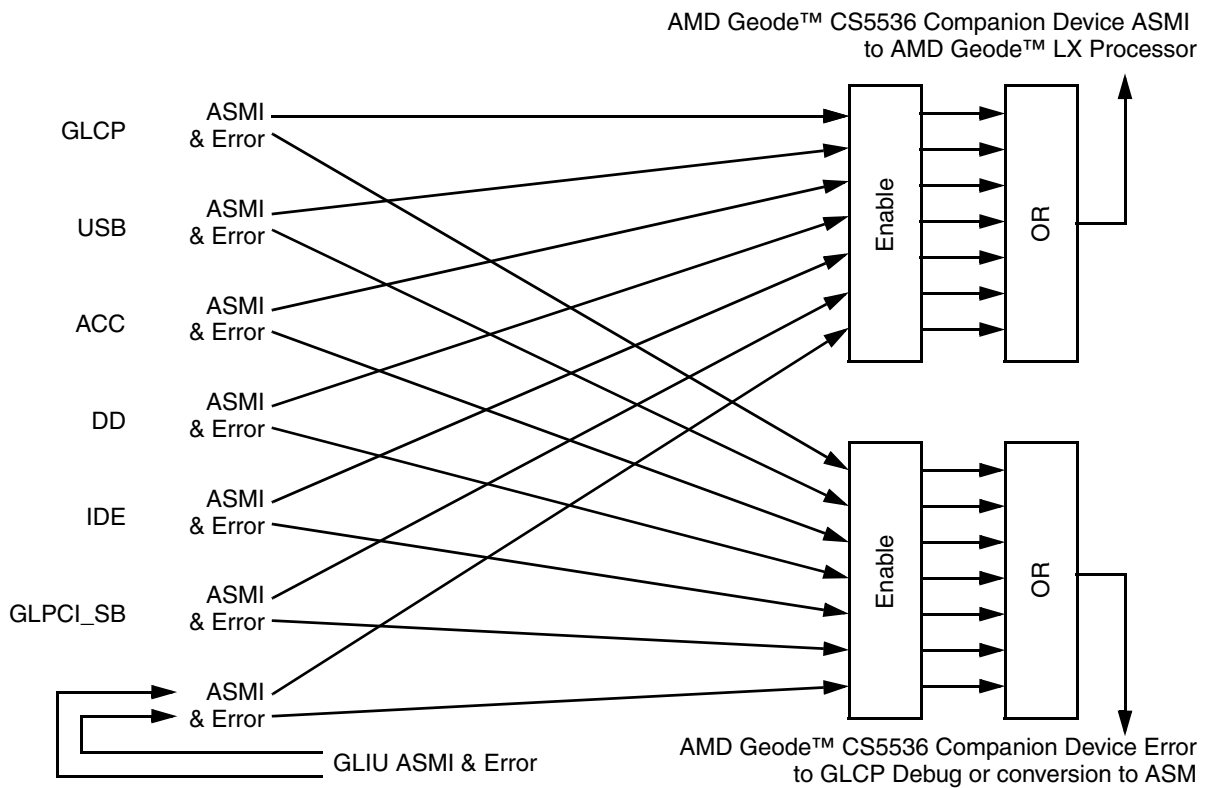 AMD Geode™ CS5536 Companion Device ASMI
to AMD Geode™ LX Processor
GLCP
ASMI
& Error
USB
ASMI
& Error
ACC
ASMI
& Error
DD
ASMI
& Error
IDE
ASMI
& Error
GLPCI_SB
ASMI
& Error
ASMI
& Error
GLIU ASMI & Error
Enable
OR
Enable
OR
AMD Geode™ CS5536 Companion Device Error
to GLCP Debug or conversion to ASM